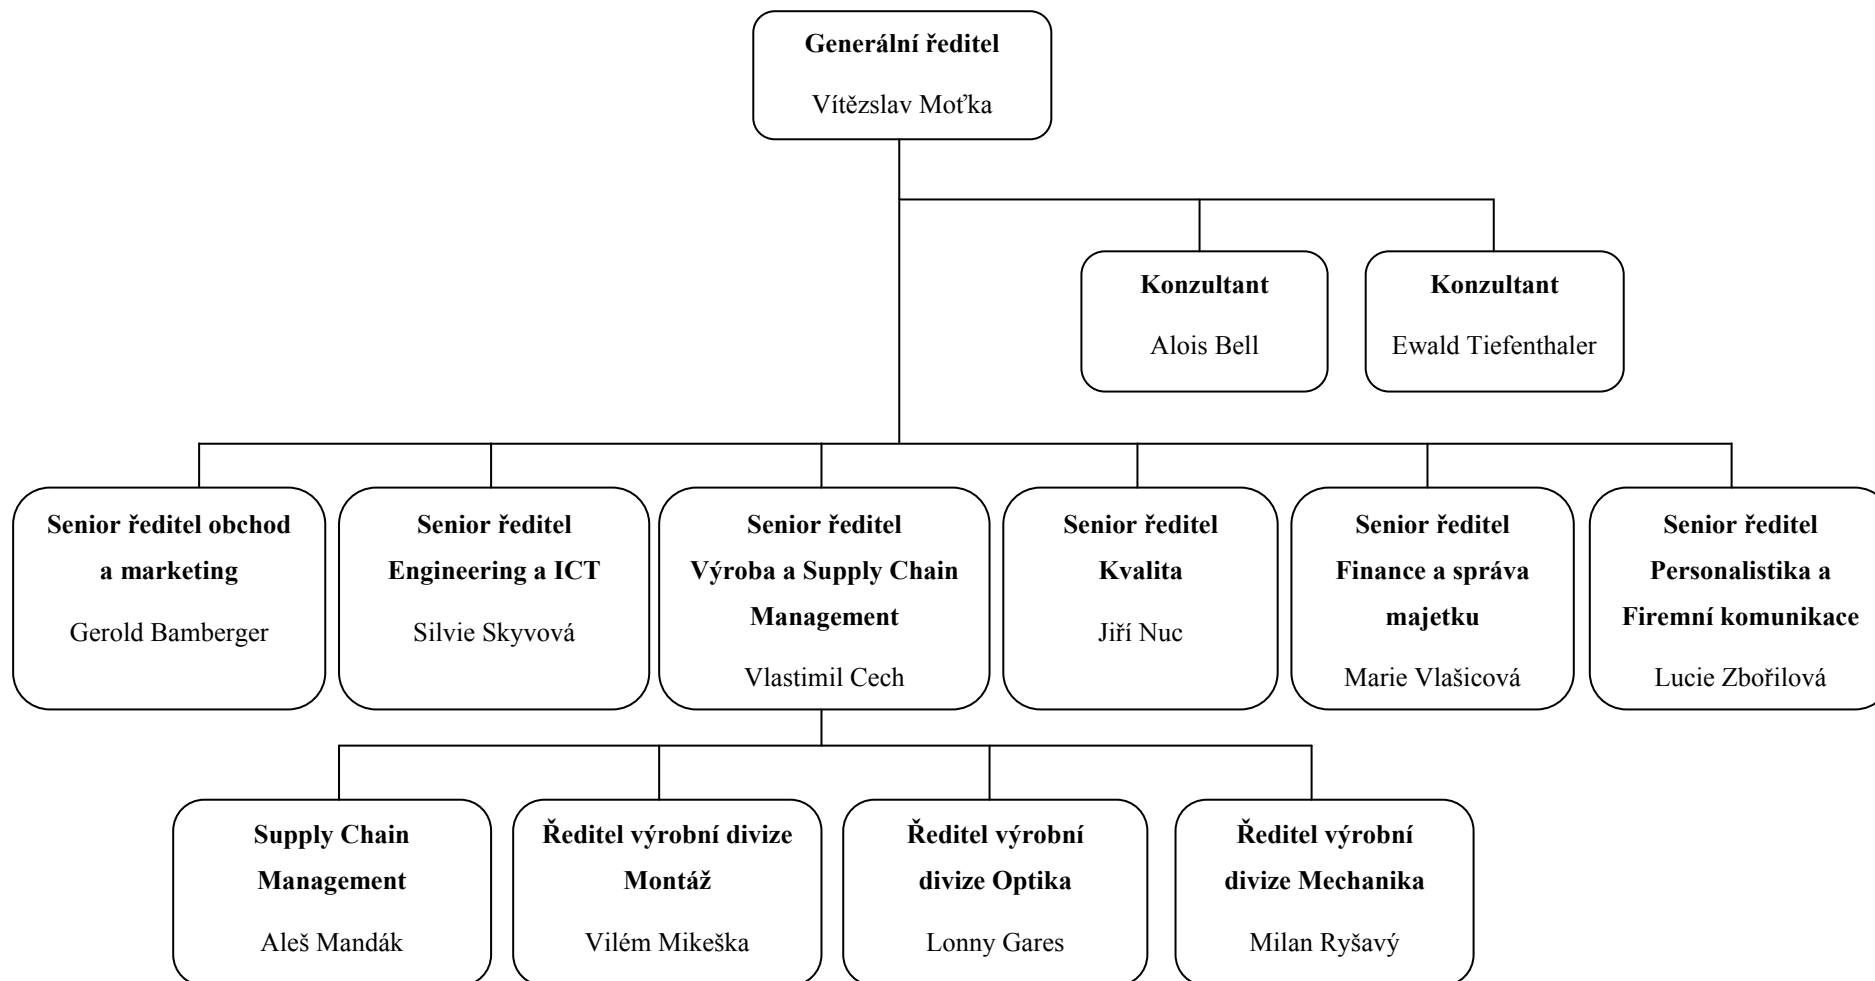 Generální ředitel
Vítězslav Moťka
Konzultant
Alois Bell
Konzultant
Ewald Tiefenthaler
Senior ředitel obchod
a marketing
Gerold Bamberger
Senior ředitel
Engineering a ICT
Silvie Skyvová
Senior ředitel
Výroba a Supply Chain
Management
Vlastimil Cech
Senior ředitel
Kvalita
Jiří Nuc
Senior ředitel
Finance a správa
majetku
Marie Vlašicová
Senior ředitel
Personalistika a
Firemní komunikace
Lucie Zbořilová
Supply Chain
Management
Aleš Mandák
Ředitel výrobní divize
Montáž
Vilém Mikeška
Ředitel výrobní
divize Optika
Lonny Gares
Ředitel výrobní
divize Mechanika
Milan Ryšavý